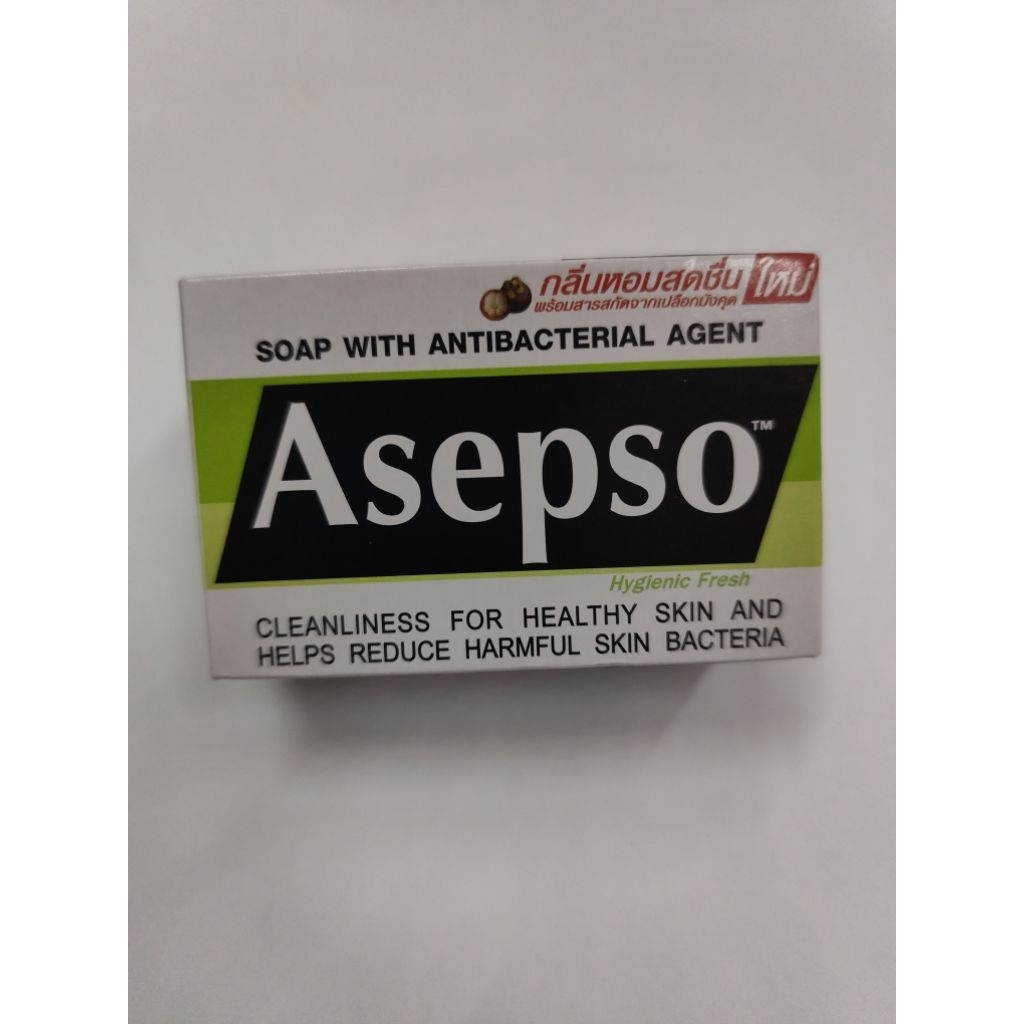 กลิ่นหอมสดชื่น ใหม่
พร้อมสารสกัดจากเปลือกมังคุด
SOAP WITH ANTIBACTERIAL AGENT
Asepso™
Hygienic Fresh
CLEANLINESS FOR HEALTHY SKIN AND
HELPS REDUCE HARMFUL SKIN BACTERIA